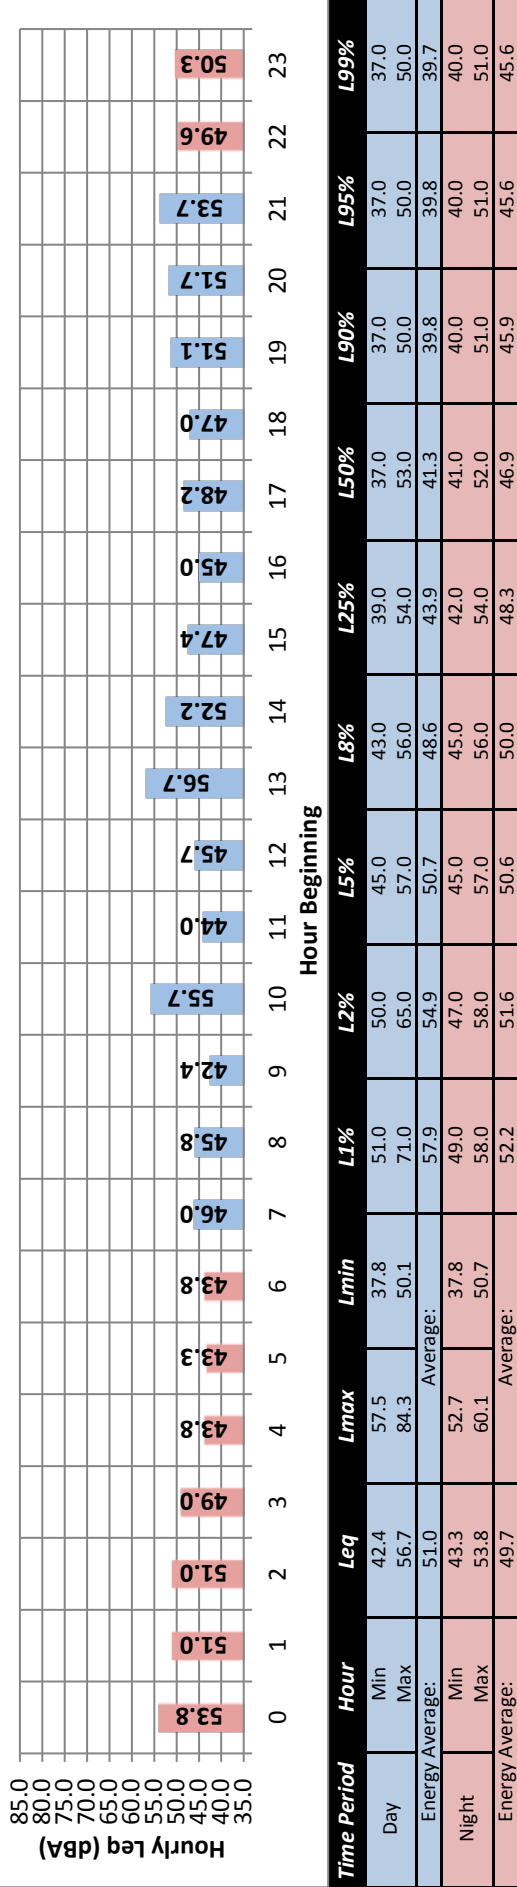 Hourly Leq (dBA)
85.0
80.0
75.0
70.0
65.0
60.0
55.0
50.0
45.0
40.0
35.0
53.8 51.0 51.0 49.0 43.8 43.3 43.8 46.0 45.8 42.4 55.7 44.0 45.7 56.7 52.2 47.4 45.0 48.2 47.0 51.1 51.7 53.7 49.6 50.3
0 1 2 3 4 5 6 7 8 9 10 11 12 13 14 15 16 17 18 19 20 21 22 23
Hour Beginning
Time Period Hour Leq Lmax Lmin L1% L2% L5% L8% L25% L50% L90% L95% L99%
Day Min 42.4 57.5 37.8 51.0 50.0 45.0 43.0 39.0 37.0 37.0 37.0 37.0
Max 56.7 84.3 50.1 71.0 65.0 57.0 56.0 54.0 53.0 50.0 50.0 50.0
Energy Average: 51.0 Average: 57.9 54.9 50.7 48.6 43.9 41.3 39.8 39.8 39.7
Night Min 43.3 52.7 37.8 49.0 47.0 45.0 45.0 42.0 41.0 40.0 40.0 40.0
Max 53.8 60.1 50.7 58.0 58.0 57.0 56.0 54.0 52.0 51.0 51.0 51.0
Energy Average: 49.7 Average: 52.2 51.6 50.6 50.0 48.3 46.9 45.9 45.6 45.6